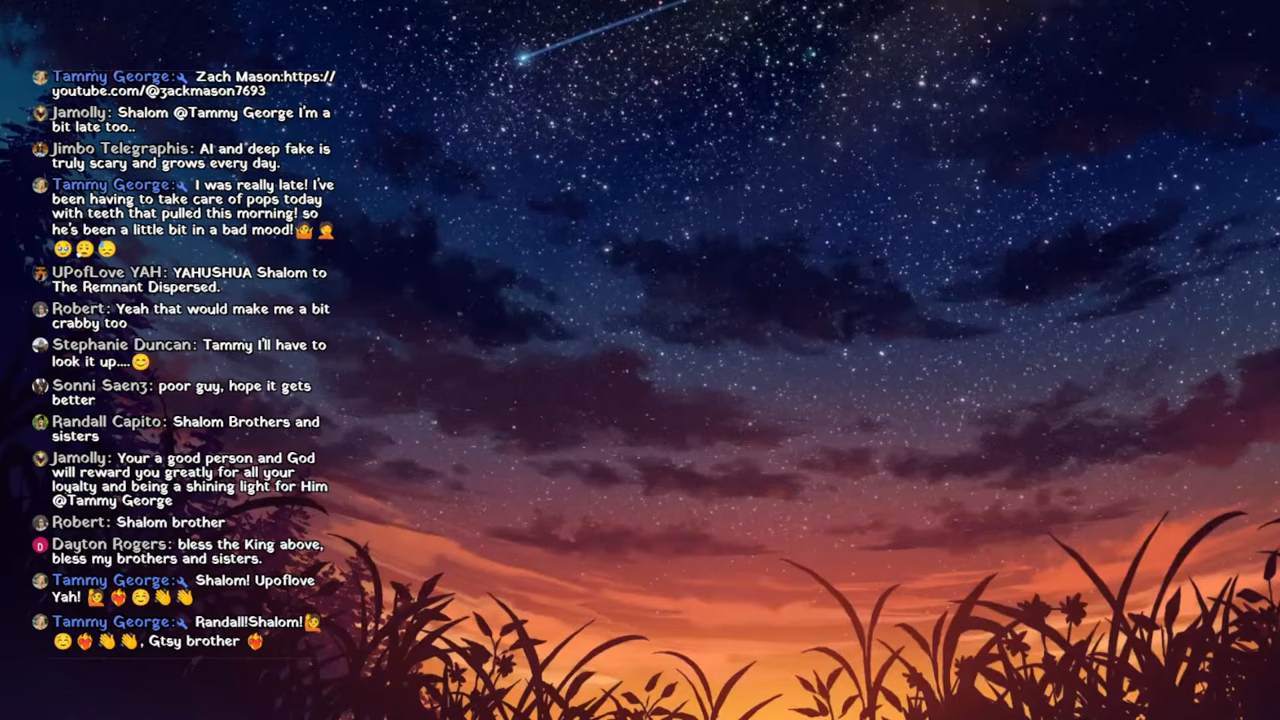 Tammy George: Zach Mason:https://
youtube.com/@zackmason7693
Jamolly: Shalom @Tammy George I'm a
bit late too..
Jimbo Telegraphis: AI and deep fake is
truly scary and grows every day.
Tammy George: I was really late! I've
been having to take care of pops today
with teeth that pulled this morning! so
he's been a little bit in a bad mood!🤷🤦
🥹😮‍💨😓
UPofLove YAH: YAHUSHUA Shalom to
The Remnant Dispersed.
Robert: Yeah that would make me a bit
crabby too
Stephanie Duncan: Tammy I'll have to
look it up....😊
Sonni Saenz: poor guy, hope it gets
better
Randall Capito: Shalom Brothers and
sisters
Jamolly: Your a good person and God
will reward you greatly for all your
loyalty and being a shining light for Him
@Tammy George
Robert: Shalom brother
D Dayton Rogers: bless the King above,
bless my brothers and sisters.
Tammy George: Shalom! Upoflove
Yah! 🙋❤️‍🔥☺️👋👋
Tammy George: Randall!Shalom!🙋
☺️❤️‍🔥👋👋, Gtsy brother ❤️‍🔥